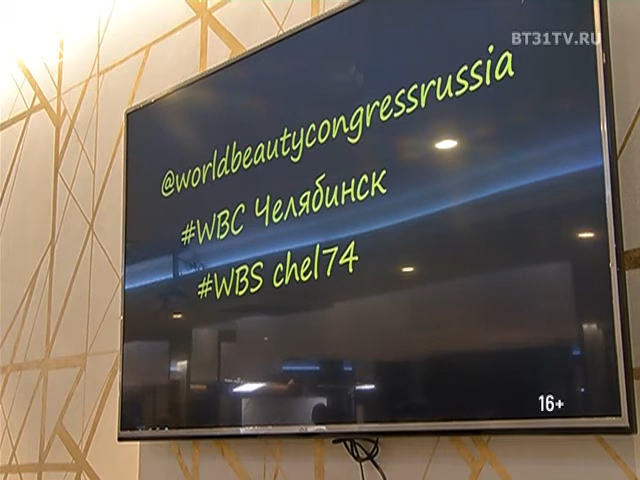 BT31TV.RU
@worldbeautycongressrussia
#WBC Челябинск
#WBS chel74
16+